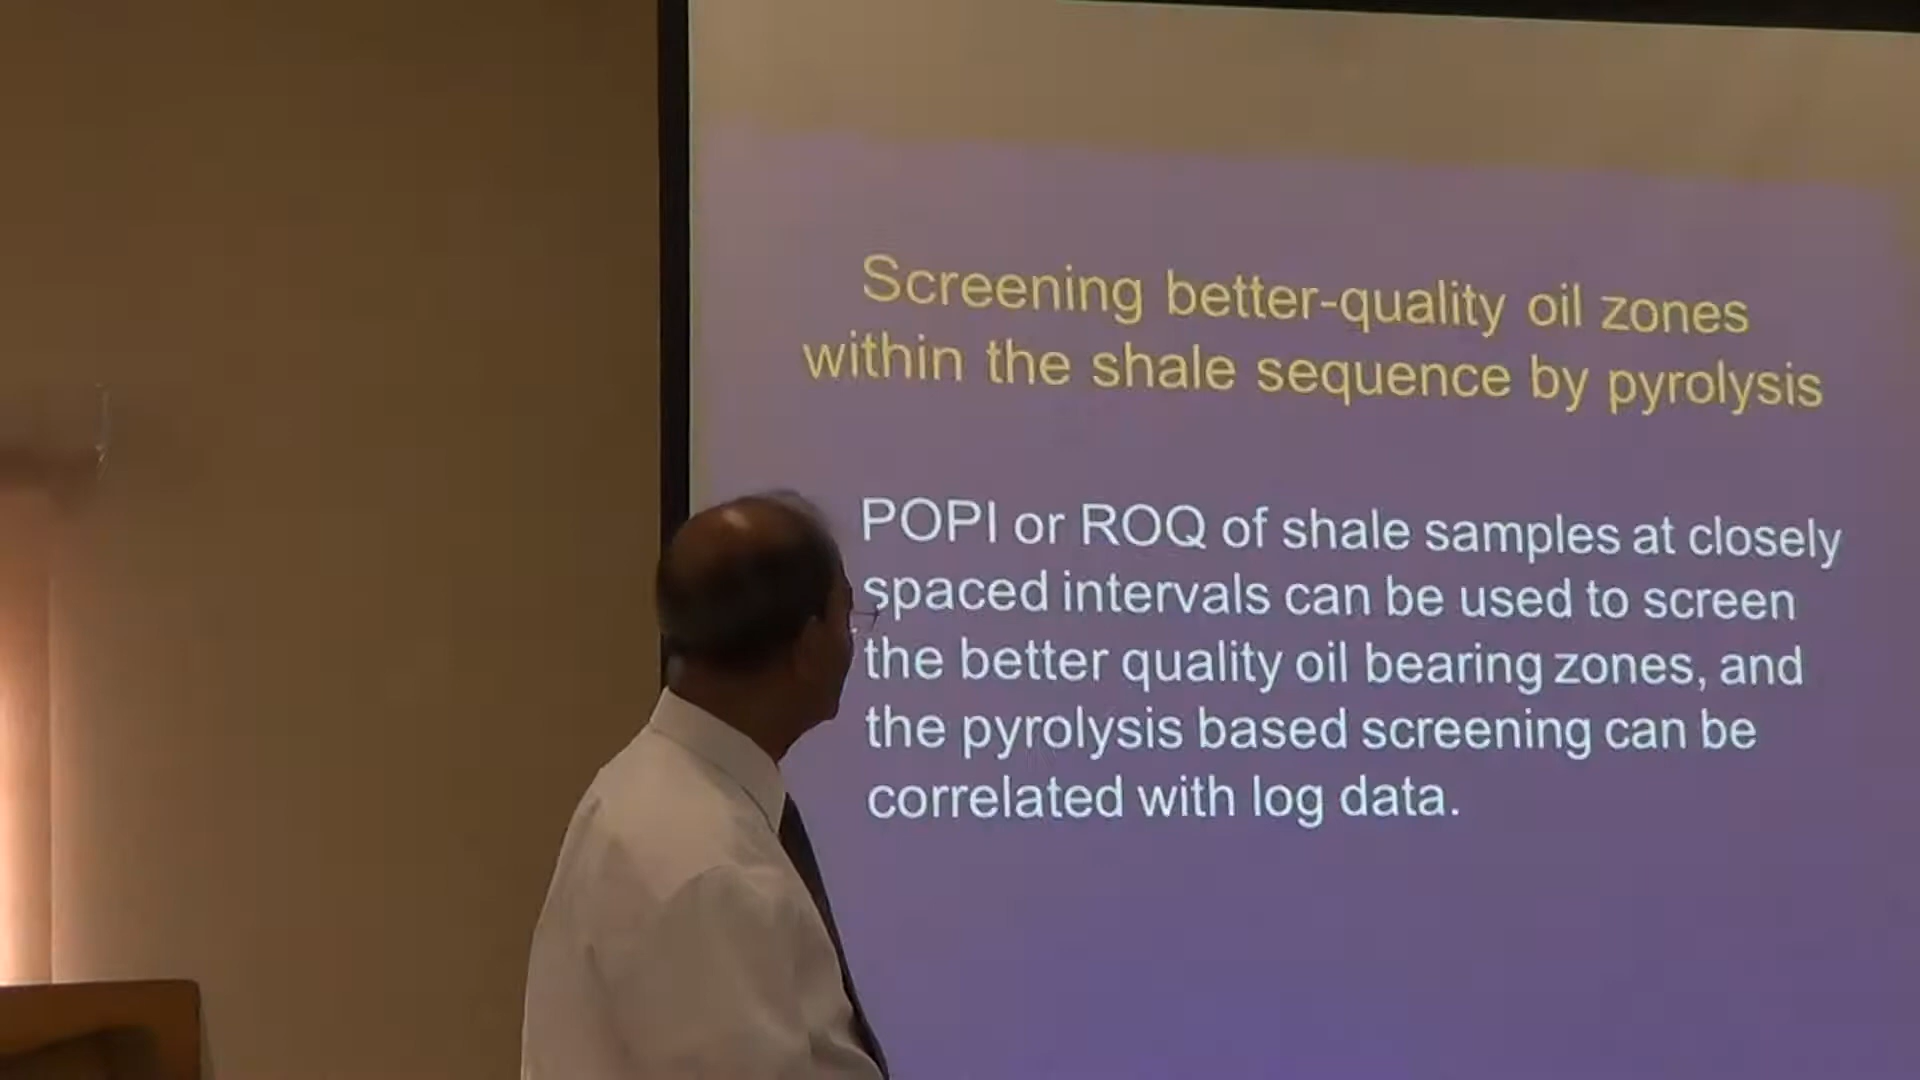 Screening better-quality oil zones
within the shale sequence by pyrolysis
POPI or ROQ of shale samples at closely
spaced intervals can be used to screen
the better quality oil bearing zones, and
the pyrolysis based screening can be
correlated with log data.